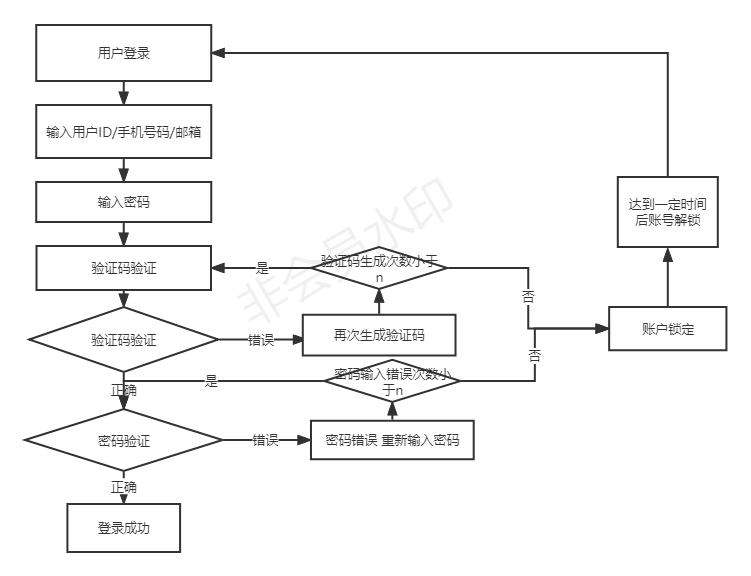 用户登录
输入用户ID/手机号码/邮箱
输入密码
验证码验证
是
验证码生成次数小于
n
否
达到一定时间
后账号解锁
账户锁定
验证码验证
错误
再次生成验证码
正确
是
密码输入错误次数小
于n
否
密码验证
错误
密码错误 重新输入密码
正确
登录成功
非会员水印